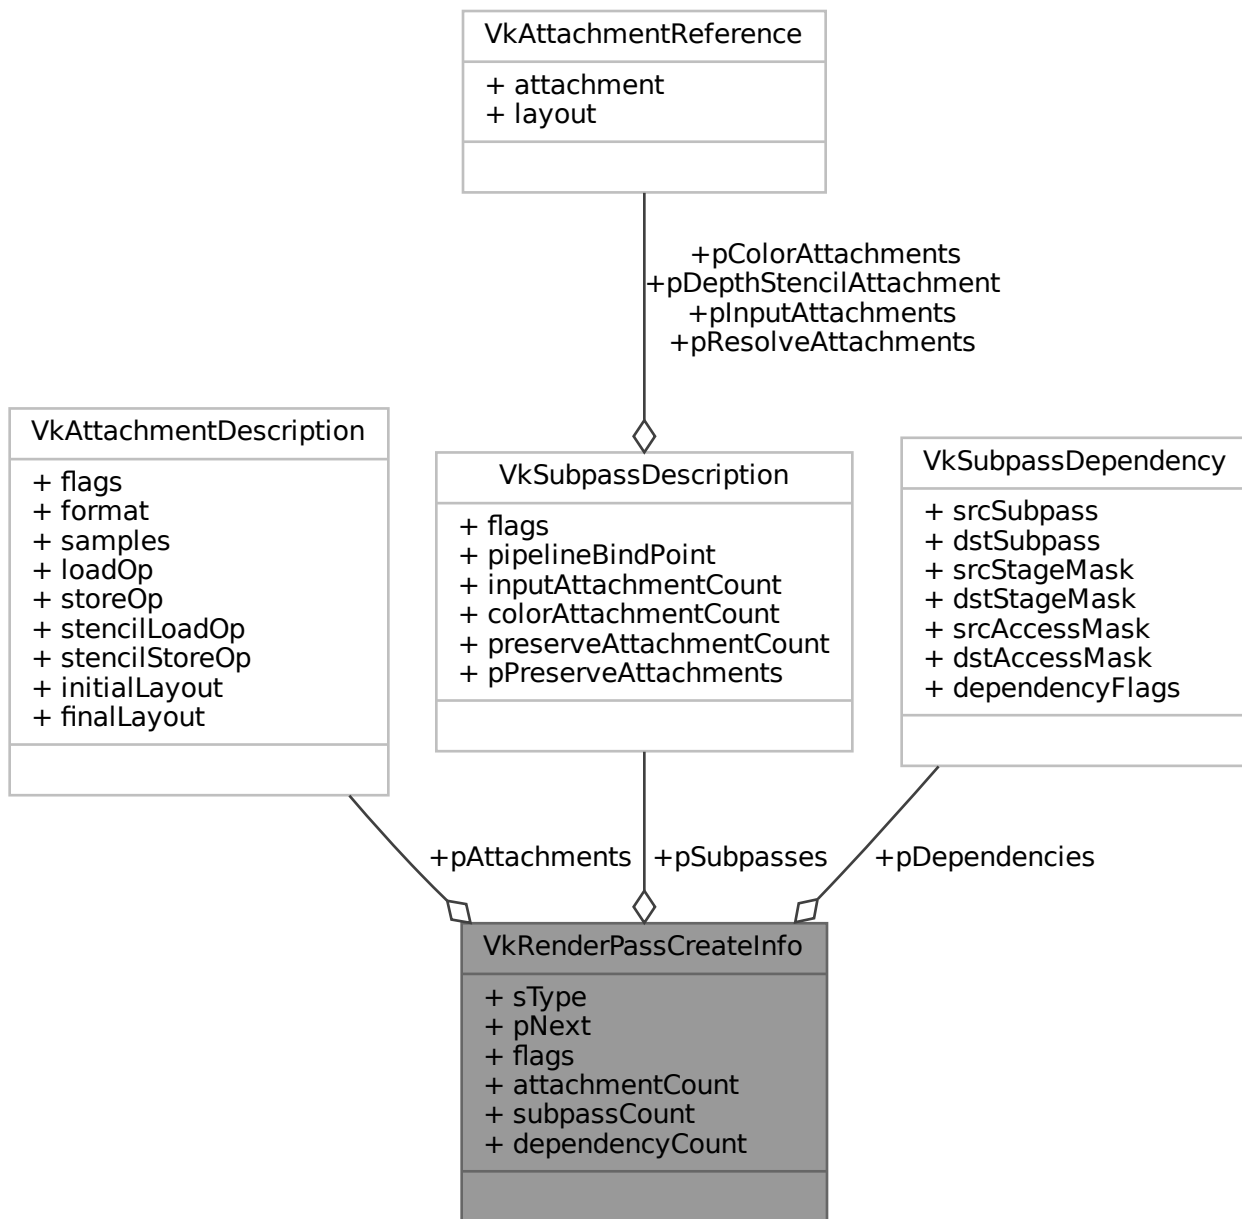 VkAttachmentReference
+ attachment
+ layout
+pColorAttachments
+pDepthStencilAttachment
+pInputAttachments
+pResolveAttachments
VkAttachmentDescription
+ flags
+ format
+ samples
+ loadOp
+ storeOp
+ stencilLoadOp
+ stencilStoreOp
+ initialLayout
+ finalLayout
VkSubpassDescription
+ flags
+ pipelineBindPoint
+ inputAttachmentCount
+ colorAttachmentCount
+ preserveAttachmentCount
+ pPreserveAttachments
VkSubpassDependency
+ srcSubpass
+ dstSubpass
+ srcStageMask
+ dstStageMask
+ srcAccessMask
+ dstAccessMask
+ dependencyFlags
+pAttachments
+pSubpasses
+pDependencies
VkRenderPassCreateInfo
+ sType
+ pNext
+ flags
+ attachmentCount
+ subpassCount
+ dependencyCount